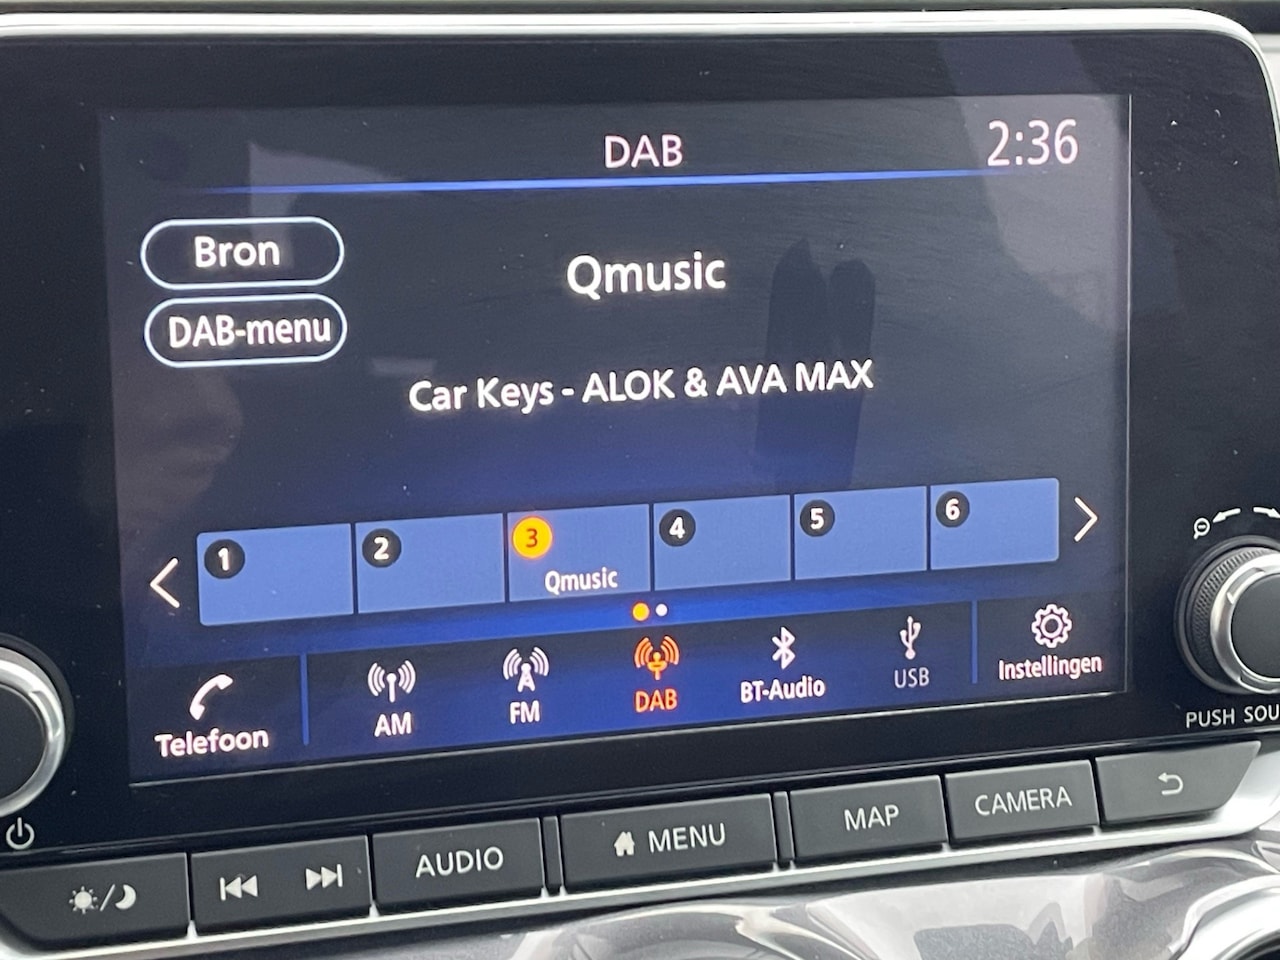 DAB
2:36
Bron
DAB-menu
Qmusic
Car Keys - ALOK & AVA MAX
1
2
3
4
5
6
Qmusic
Telefoon
AM
FM
DAB
BT-Audio
USB
Instellingen
PUSH SOU
AUDIO
MENU
MAP
CAMERA